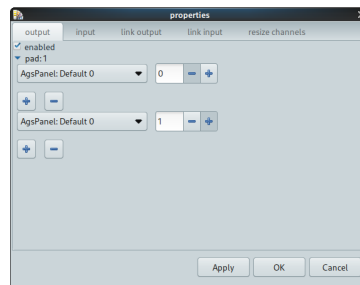 properties
output input link output link input resize channels
enabled
pad: 1
AgsPanel: Default 0 0
AgsPanel: Default 0 1
Apply OK Cancel